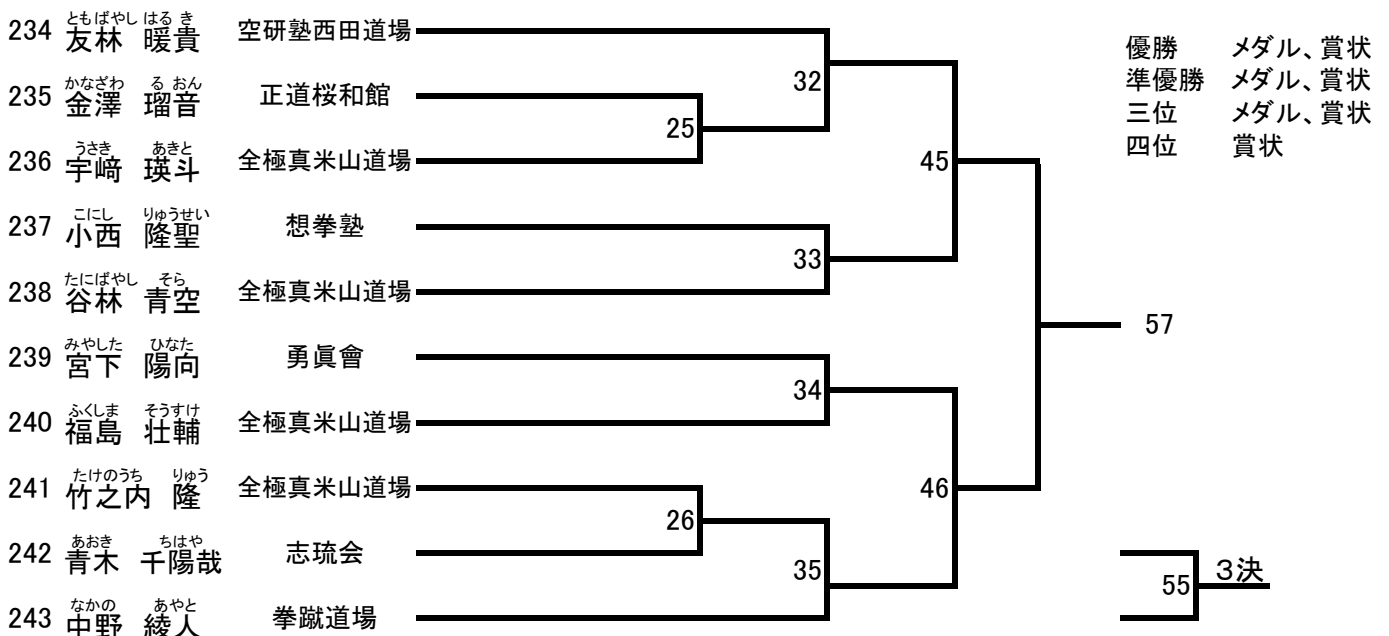 ともばやし はる き
234 友林 暖貴 空研塾西田道場
かなざわ る おん
235 金澤 瑠音 正道桜和館
うさき あきと
236 宇﨑 瑛斗 全極真米山道場
こにし りゅうせい
237 小西 隆聖 想拳塾
たにばやし そら
238 谷林 青空 全極真米山道場
みやした ひなた
239 宮下 陽向 勇眞會
ふくしま そうすけ
240 福島 壮輔 全極真米山道場
たけのうち りゅう
241 竹之内 隆 全極真米山道場
あおき ちはや
242 青木 千陽哉 志琉会
なかの あやと
243 中野 綾人 拳蹴道場
25
26
32
33
34
35
45
46
57
優勝 メダル、賞状
準優勝 メダル、賞状
三位 メダル、賞状
四位 賞状
55 3決